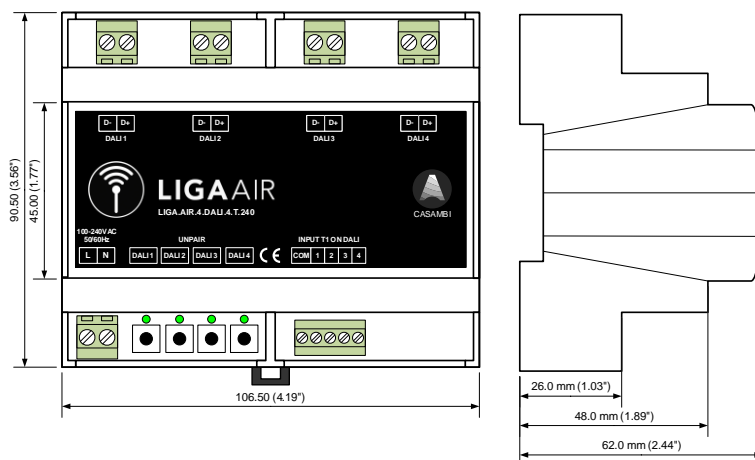 D- D+ D- D+ D- D+ D- D+
DALI 1 DALI 2 DALI 3 DALI 4
LIGAAIR
LIGA.AIR.4.DALI.4.T.240
CASAMBI
100-240VAC
50/60Hz
UNPAIR
INPUT T1 ON DALI
L N DALI 1 DALI 2 DALI 3 DALI 4 CE COM 1 2 3 4
90.50 (3.56")
45.00 (1.77")
106.50 (4.19")
26.0 mm (1.03")
48.0 mm (1.89")
62.0 mm (2.44")